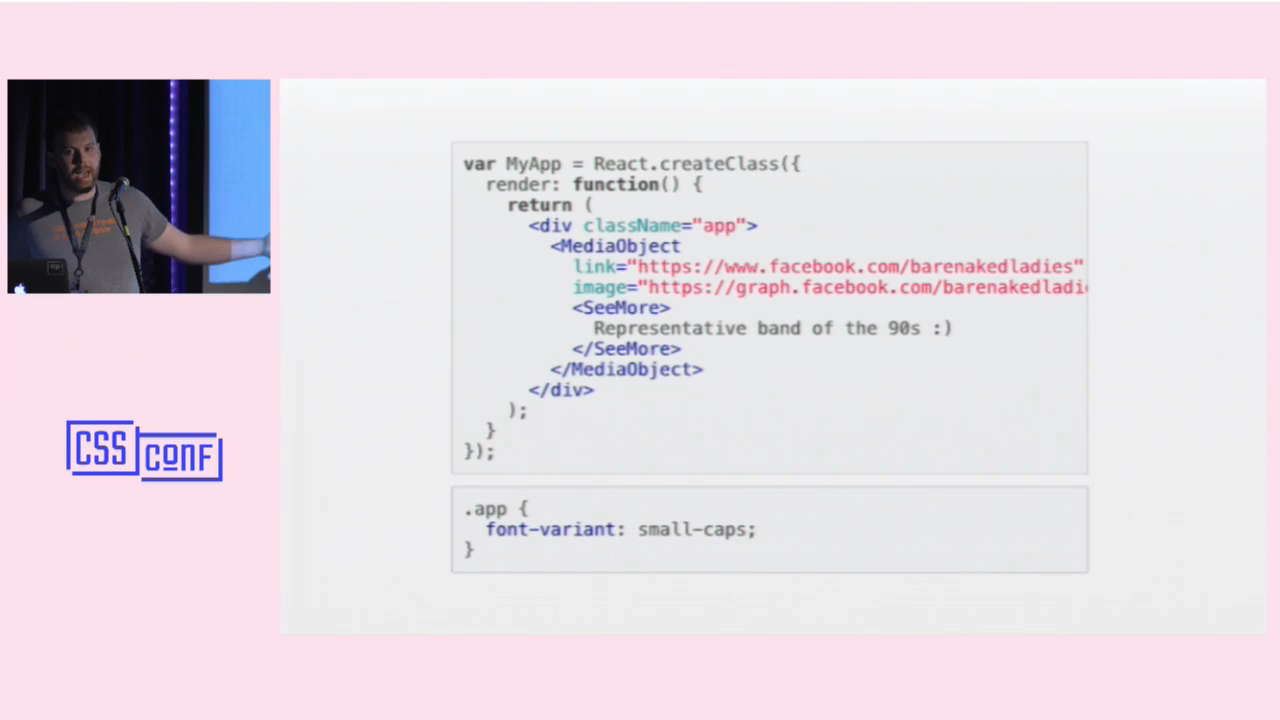 var MyApp = React.createClass({
render: function() {
return (
<div className="app">
<MediaObject
link="https://www.facebook.com/barenakedladies"
image="https://graph.facebook.com/barenakedladi
<SeeMore>
Representative band of the 90s :)
</SeeMore>
</MediaObject>
</div>
);
}
});
.app {
font-variant: small-caps;
}
CSS
CONF